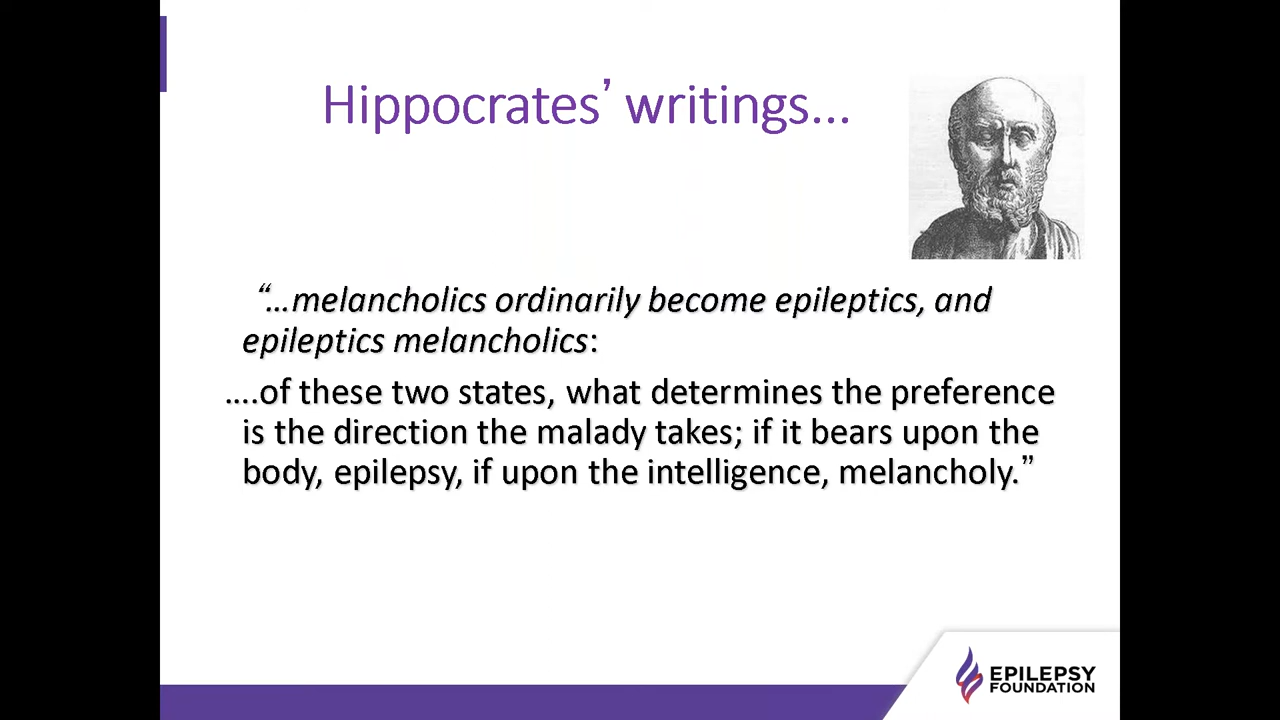 Hippocrates’ writings...
“…melancholics ordinarily become epileptics, and
epileptics melancholics:
….of these two states, what determines the preference
is the direction the malady takes; if it bears upon the
body, epilepsy, if upon the intelligence, melancholy.”
EPILEPSY
FOUNDATION